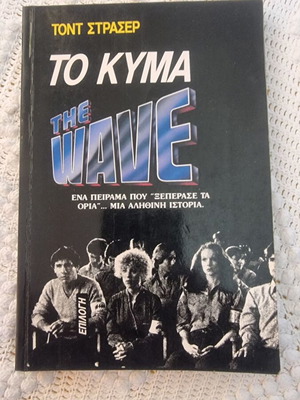 ΤΟΝΤ ΣΤΡΑΣΕΡ
ΤΟ ΚΥΜΑ
THE
WAVE
ΕΝΑ ΠΕΙΡΑΜΑ ΠΟΥ "ΞΕΠΕΡΑΣΕ ΤΑ
ΟΡΙΑ"... ΜΙΑ ΑΛΗΘΙΝΗ ΙΣΤΟΡΙΑ.
ΕΠΙΛΟΓΗ